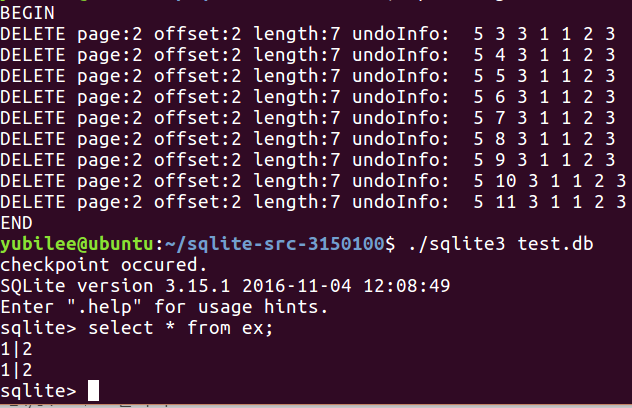 BEGIN
DELETE page:2 offset:2 length:7 undoInfo:  5 3 3 1 1 2 3
DELETE page:2 offset:2 length:7 undoInfo:  5 4 3 1 1 2 3
DELETE page:2 offset:2 length:7 undoInfo:  5 5 3 1 1 2 3
DELETE page:2 offset:2 length:7 undoInfo:  5 6 3 1 1 2 3
DELETE page:2 offset:2 length:7 undoInfo:  5 7 3 1 1 2 3
DELETE page:2 offset:2 length:7 undoInfo:  5 8 3 1 1 2 3
DELETE page:2 offset:2 length:7 undoInfo:  5 9 3 1 1 2 3
DELETE page:2 offset:2 length:7 undoInfo:  5 10 3 1 1 2 3
DELETE page:2 offset:2 length:7 undoInfo:  5 11 3 1 1 2 3
END
yubilee@ubuntu:~/sqlite-src-3150100$ ./sqlite3 test.db
checkpoint occured.
SQLite version 3.15.1 2016-11-04 12:08:49
Enter ".help" for usage hints.
sqlite> select * from ex;
1|2
1|2
sqlite>